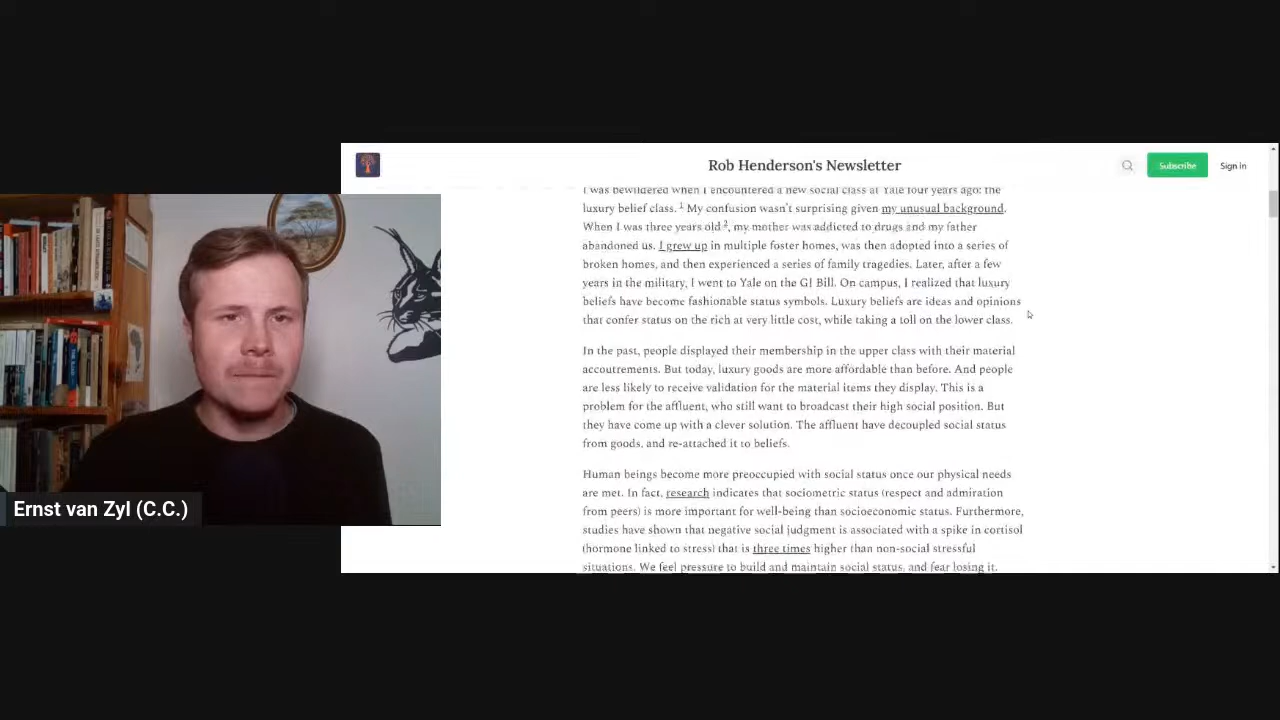 Rob Henderson's Newsletter
Subscribe
Sign in
I was bewildered when I encountered a new social class at Yale four years ago: the
luxury belief class. 1 My confusion wasn't surprising given my unusual background.
When I was three years old 2, my mother was addicted to drugs and my father
abandoned us. I grew up in multiple foster homes, was then adopted into a series of
broken homes, and then experienced a series of family tragedies. Later, after a few
years in the military, I went to Yale on the GI Bill. On campus, I realized that luxury
beliefs have become fashionable status symbols. Luxury beliefs are ideas and opinions
that confer status on the rich at very little cost, while taking a toll on the lower class.
In the past, people displayed their membership in the upper class with their material
accoutrements. But today, luxury goods are more affordable than before. And people
are less likely to receive validation for the material items they display. This is a
problem for the affluent, who still want to broadcast their high social position. But
they have come up with a clever solution. The affluent have decoupled social status
from goods, and re-attached it to beliefs.
Human beings become more preoccupied with social status once our physical needs
are met. In fact, research indicates that sociometric status (respect and admiration
from peers) is more important for well-being than socioeconomic status. Furthermore,
studies have shown that negative social judgment is associated with a spike in cortisol
(hormone linked to stress) that is three times higher than non-social stressful
situations. We feel pressure to build and maintain social status, and fear losing it.
Ernst van Zyl (C.C.)